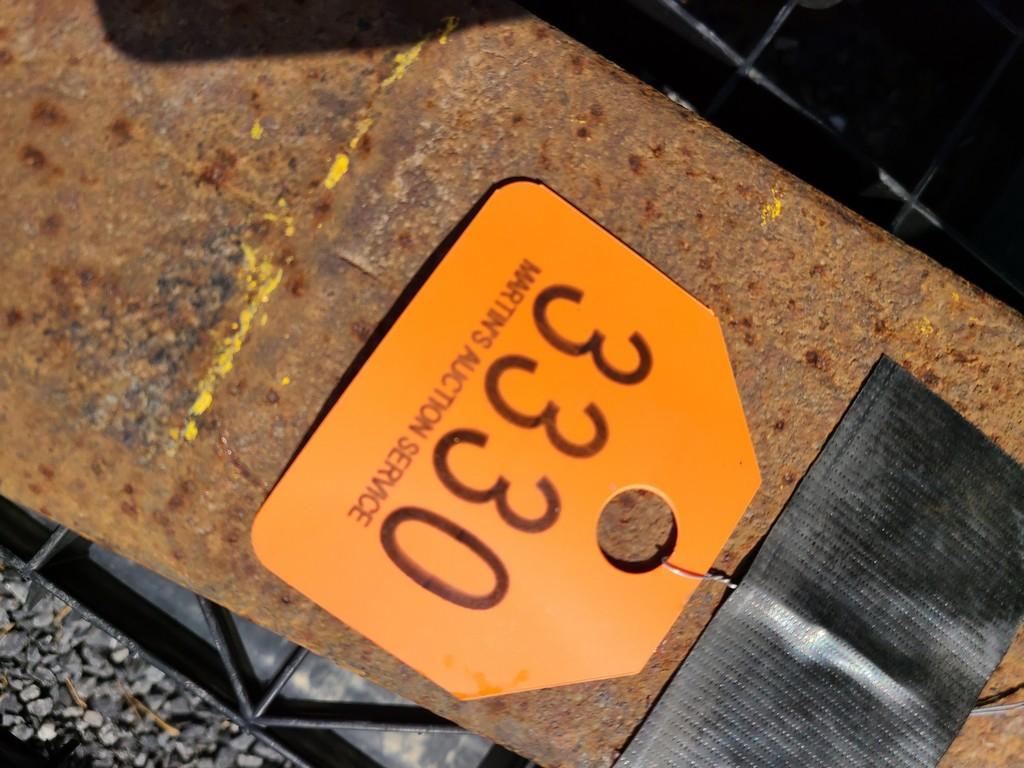 3330
MARTIN'S AUCTION SERVICE